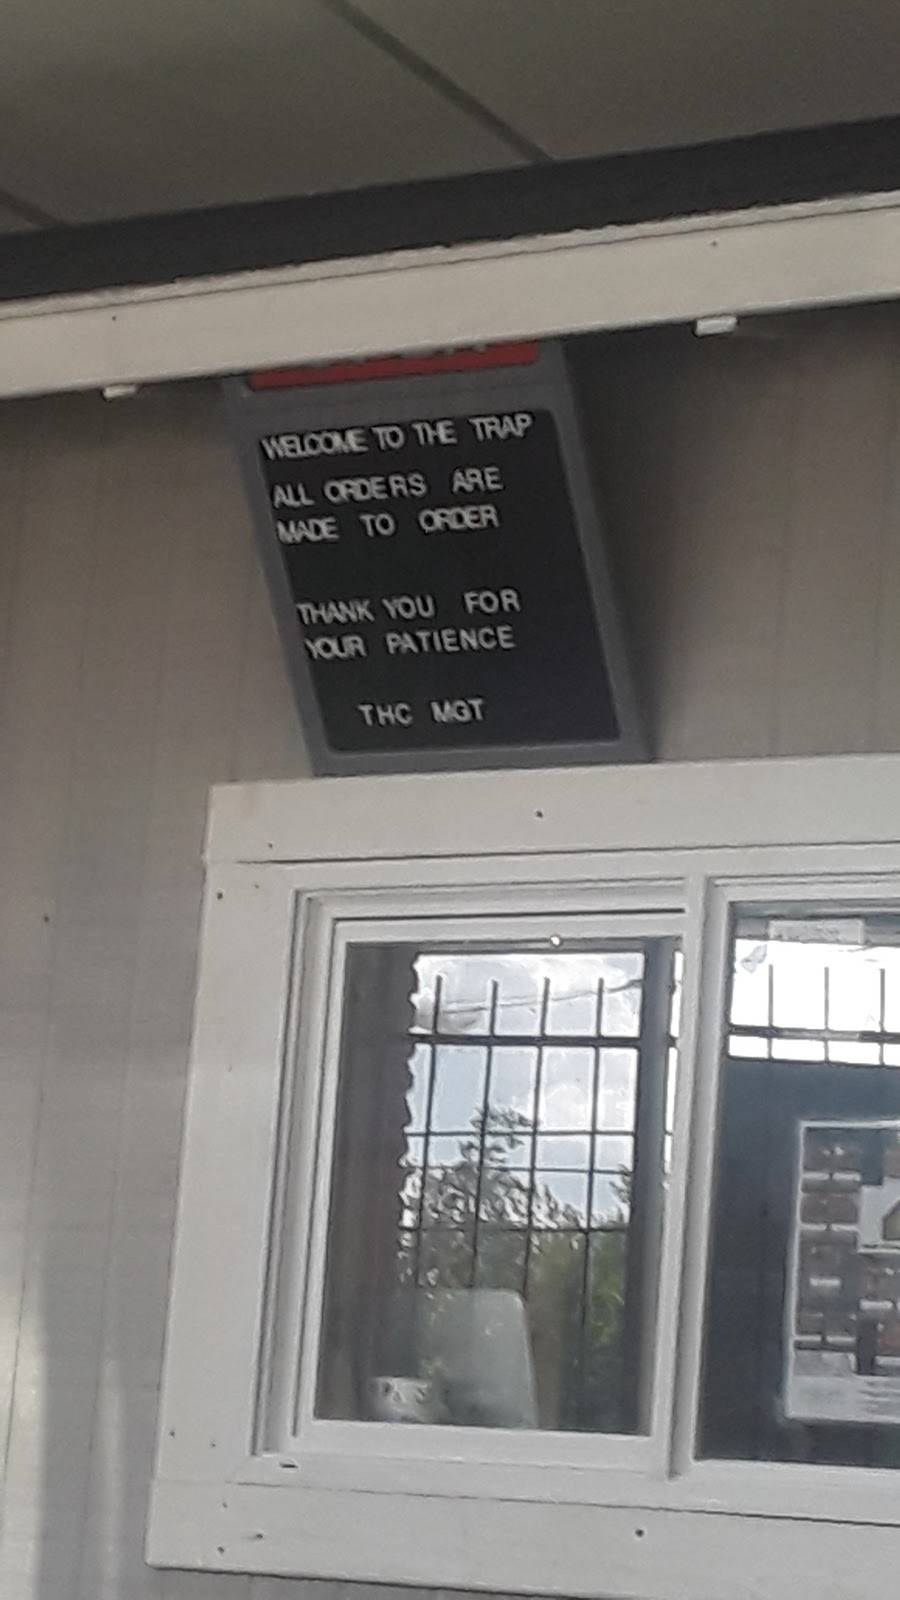 WELCOME TO THE TRAP
ALL ORDERS ARE
MADE TO ORDER
THANK YOU FOR
YOUR PATIENCE
THC MGT